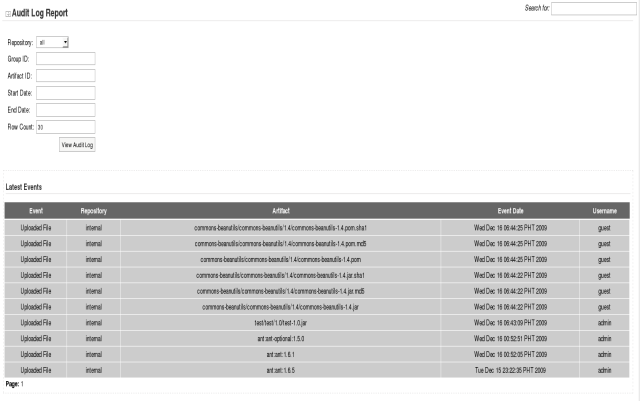 Search for:
Audit Log Report
Repository: all
Group ID:
Artifact ID:
Start Date:
End Date:
Row Count: 30
View Audit Log
Latest Events
Event Repository Artifact Event Date Username
Uploaded File internal commons-beanutils/commons-beanutils/1.4/commons-beanutils-1.4.pom.sha1 Wed Dec 16 06:44:25 PHT 2009 guest
Uploaded File internal commons-beanutils/commons-beanutils/1.4/commons-beanutils-1.4.pom.md5 Wed Dec 16 06:44:25 PHT 2009 guest
Uploaded File internal commons-beanutils/commons-beanutils/1.4/commons-beanutils-1.4.pom Wed Dec 16 06:44:25 PHT 2009 guest
Uploaded File internal commons-beanutils/commons-beanutils/1.4/commons-beanutils-1.4.jar.sha1 Wed Dec 16 06:44:22 PHT 2009 guest
Uploaded File internal commons-beanutils/commons-beanutils/1.4/commons-beanutils-1.4.jar.md5 Wed Dec 16 06:44:22 PHT 2009 guest
Uploaded File internal commons-beanutils/commons-beanutils/1.4/commons-beanutils-1.4.jar Wed Dec 16 06:44:22 PHT 2009 guest
Uploaded File internal test/test/1.0/test-1.0.jar Wed Dec 16 06:43:09 PHT 2009 admin
Uploaded File internal ant:ant-optional:1.5.0 Wed Dec 16 00:52:51 PHT 2009 admin
Uploaded File internal ant:ant:1.6.1 Wed Dec 16 00:52:05 PHT 2009 admin
Uploaded File internal ant:ant:1.6.5 Tue Dec 15 23:22:35 PHT 2009 admin
Page: 1